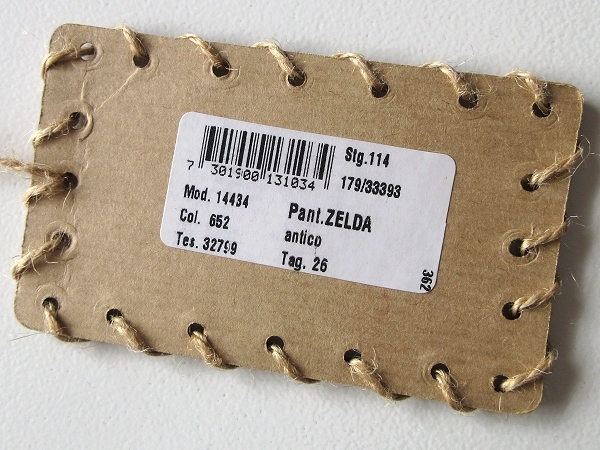 Stg.114
7 301900 131034
179/33393
Mod. 14434
Pant.ZELDA
Col. 652
antico
Tes. 32799
Tag. 26
362